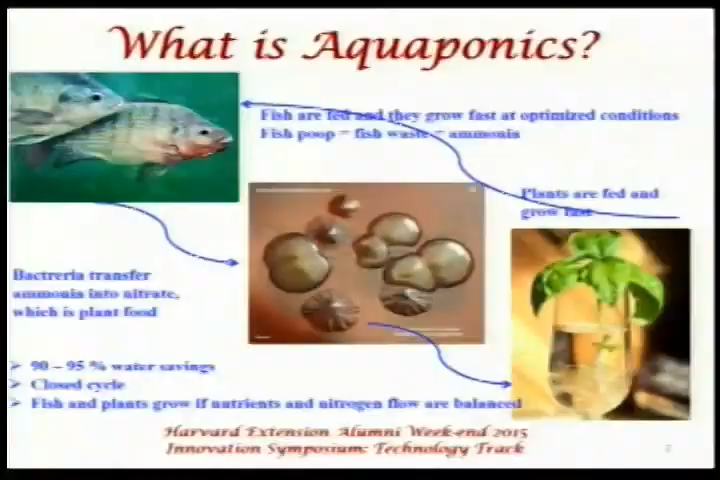 What is Aquaponics?
Fish are fed and they grow fast at optimized conditions
Fish poop = fish waste = ammonia
Plants are fed and
grow fast
Bactreria transfer
ammonia into nitrate,
which is plant food
90 – 95 % water savings
Closed cycle
Fish and plants grow if nutrients and nitrogen flow are balanced
Harvard Extension Alumni Week-end 2015
Innovation Symposium: Technology Track
2